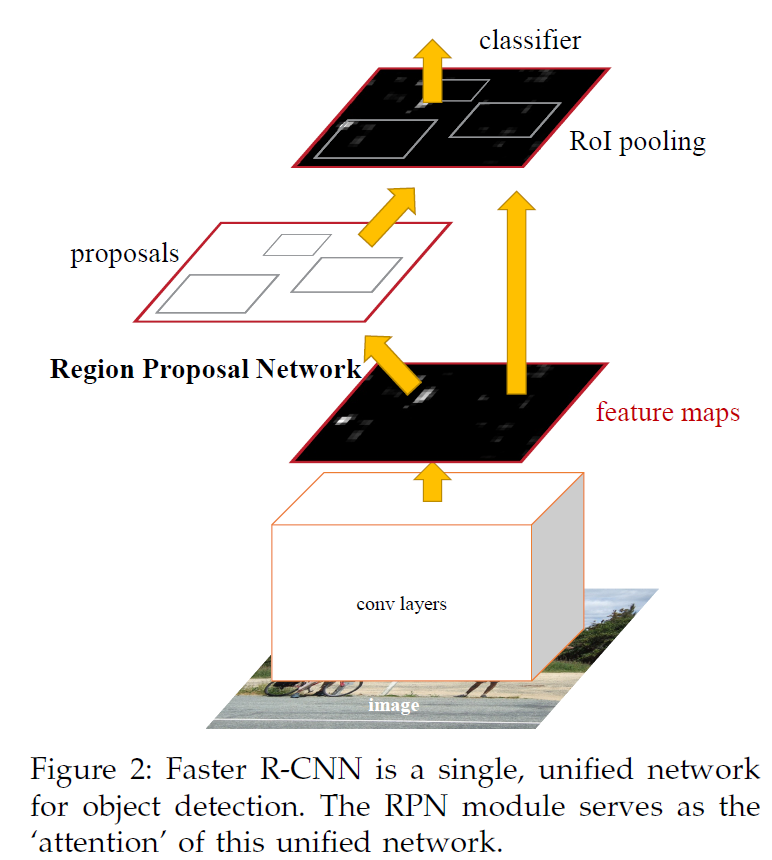 classifier
RoI pooling
proposals
Region Proposal Network
feature maps
conv layers
image
Figure 2: Faster R-CNN is a single, unified network
for object detection. The RPN module serves as the
‘attention’ of this unified network.